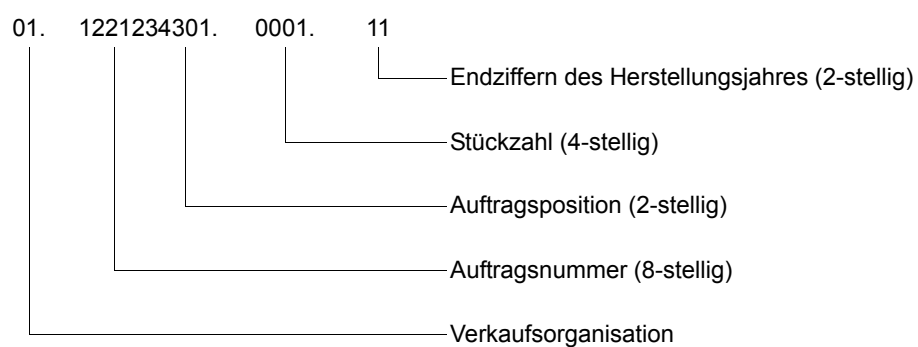 01. 1221234301. 0001. 11
Endziffern des Herstellungsjahres (2-stellig)
Stückzahl (4-stellig)
Auftragsposition (2-stellig)
Auftragsnummer (8-stellig)
Verkaufsorganisation